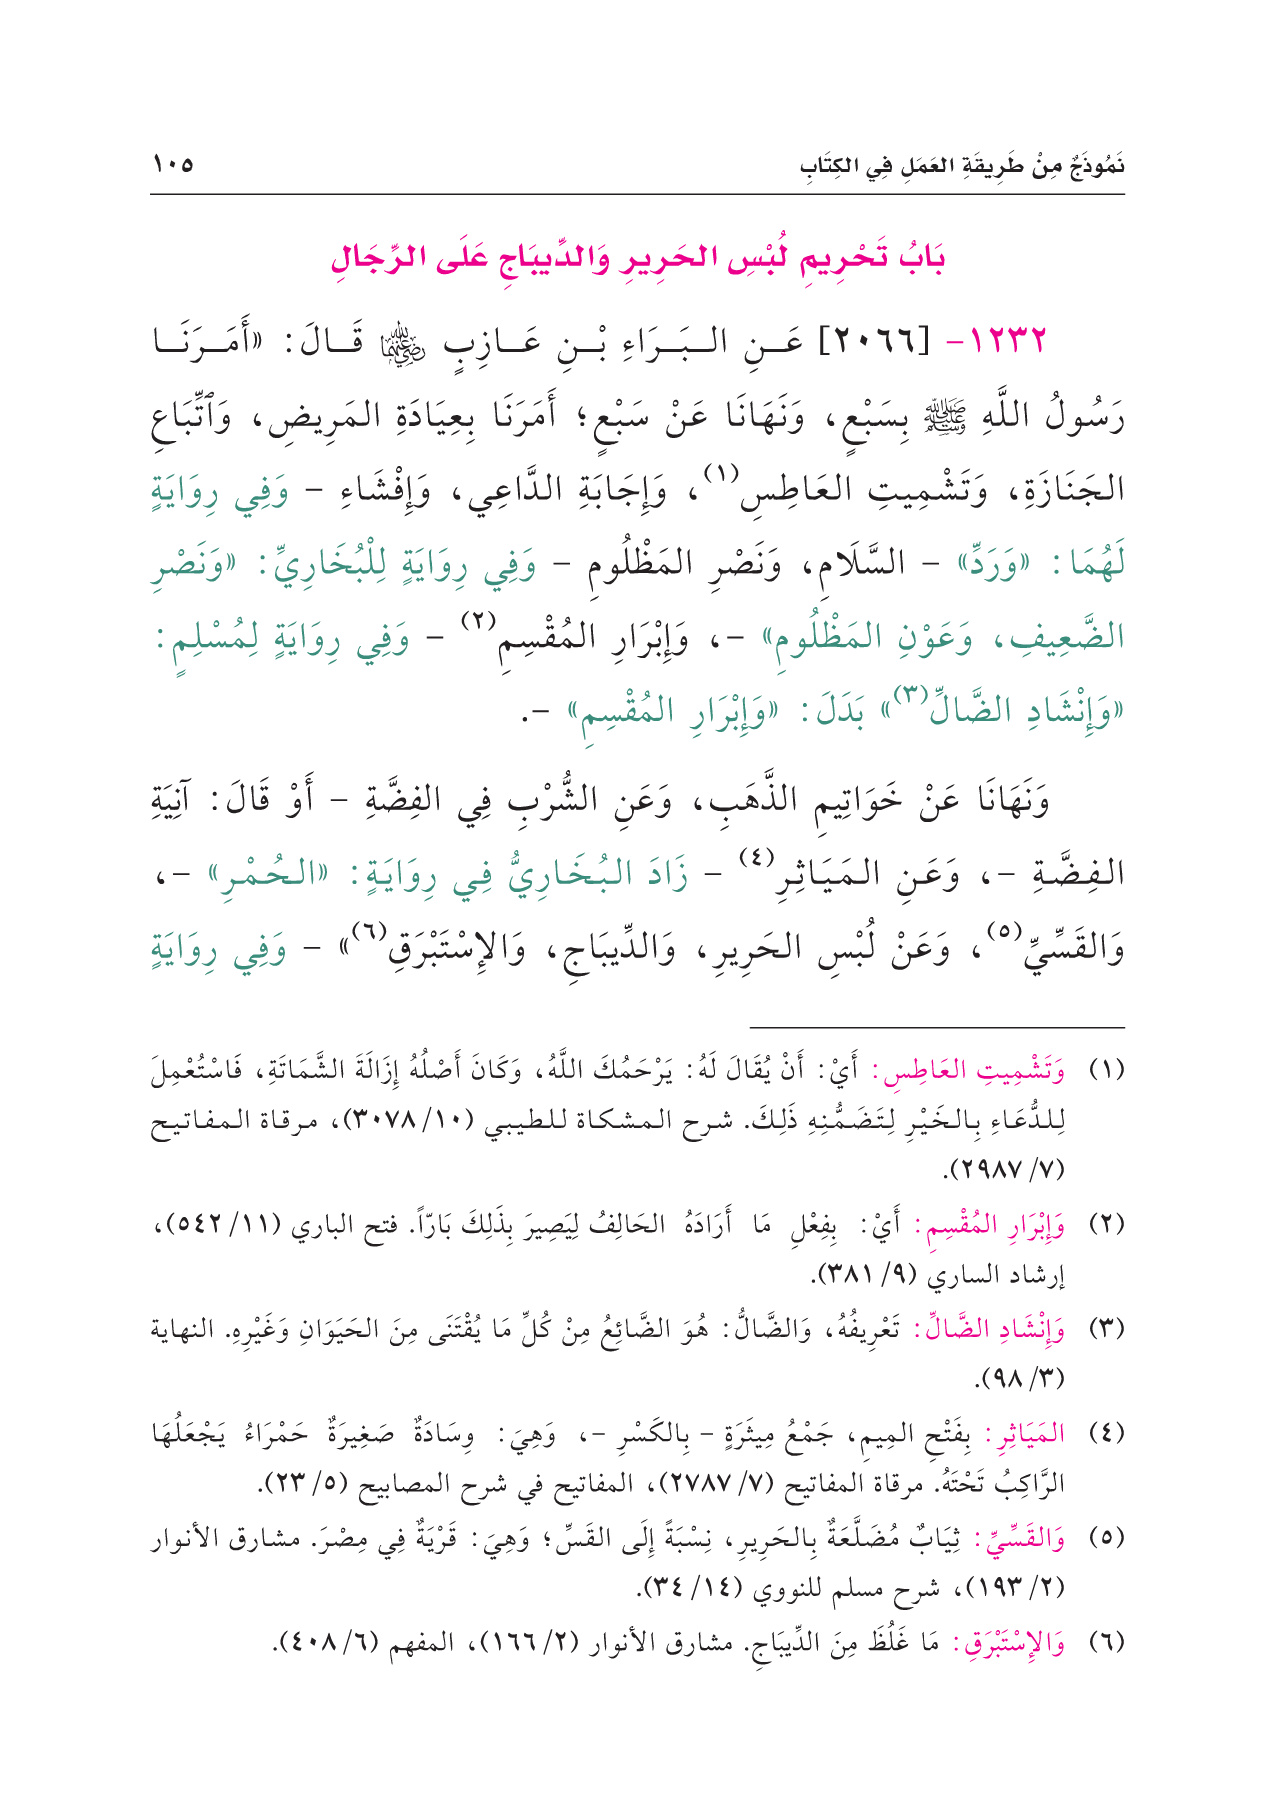 نَمُوذَجٌ مِنْ طَرِيقَةِ العَمَلِ فِي الكِتَابِ ١٠٥
بَابُ تَحْرِيمِ لُبْسِ الحَرِيرِ وَالدِّيبَاجِ عَلَى الرِّجَالِ
١٢٣٢- [٢٠٦٦] عَنِ البَرَاءِ بْنِ عَازِبٍ ﵁ قَالَ: «أَمَرَنَا
رَسُولُ اللَّهِ ﷺ بِسَبْعٍ، وَنَهَانَا عَنْ سَبْعٍ؛ أَمَرَنَا بِعِيَادَةِ المَرِيضِ، وَٱتِّبَاعِ
الجَنَازَةِ، وَتَشْمِيتِ العَاطِسِ(١)، وَإِجَابَةِ الدَّاعِي، وَإِفْشَاءِ – وَفِي رِوَايَةٍ
لَهُمَا: «وَرَدِّ» – السَّلَامِ، وَنَصْرِ المَظْلُومِ – وَفِي رِوَايَةٍ لِلْبُخَارِيِّ: «وَنَصْرِ
الضَّعِيفِ، وَعَوْنِ المَظْلُومِ» –، وَإِبْرَارِ المُقْسِمِ(٢) – وَفِي رِوَايَةٍ لِمُسْلِمٍ:
«وَإِنْشَادِ الضَّالِّ(٣)» بَدَلَ: «وَإِبْرَارِ المُقْسِمِ» –.
وَنَهَانَا عَنْ خَوَاتِيمِ الذَّهَبِ، وَعَنِ الشُّرْبِ فِي الفِضَّةِ – أَوْ قَالَ: آنِيَةِ
الفِضَّةِ –، وَعَنِ المَيَاثِرِ(٤) – زَادَ البُخَارِيُّ فِي رِوَايَةٍ: «الحُمْرِ» –،
وَالقَسِّيِّ(٥)، وَعَنْ لُبْسِ الحَرِيرِ، وَالدِّيبَاجِ، وَالإِسْتَبْرَقِ(٦)» – وَفِي رِوَايَةٍ
(١) وَتَشْمِيتِ العَاطِسِ: أَيْ: أَنْ يُقَالَ لَهُ: يَرْحَمُكَ اللَّهُ، وَكَانَ أَصْلُهُ إِزَالَةَ الشَّمَاتَةِ، فَاسْتُعْمِلَ
لِلدُّعَاءِ بِالخَيْرِ لِتَضَمُّنِهِ ذَلِكَ. شرح المشكاة للطيبي (١٠/ ٣٠٧٨)، مرقاة المفاتيح
(٧/ ٢٩٨٧).
(٢) وَإِبْرَارِ المُقْسِمِ: أَيْ: بِفِعْلِ مَا أَرَادَهُ الحَالِفُ لِيَصِيرَ بِذَلِكَ بَارّاً. فتح الباري (١١/ ٥٤٢)،
إرشاد الساري (٩/ ٣٨١).
(٣) وَإِنْشَادِ الضَّالِّ: تَعْرِيفُهُ، وَالضَّالُّ: هُوَ الضَّائِعُ مِنْ كُلِّ مَا يُقْتَنَى مِنَ الحَيَوَانِ وَغَيْرِهِ. النهاية
(٣/ ٩٨).
(٤) المَيَاثِرِ: بِفَتْحِ المِيمِ، جَمْعُ مِيثَرَةٍ – بِالكَسْرِ –، وَهِيَ: وِسَادَةٌ صَغِيرَةٌ حَمْرَاءُ يَجْعَلُهَا
الرَّاكِبُ تَحْتَهُ. مرقاة المفاتيح (٧/ ٢٧٨٧)، المفاتيح في شرح المصابيح (٥/ ٢٣).
(٥) وَالقَسِّيِّ: ثِيَابٌ مُضَلَّعَةٌ بِالحَرِيرِ، نِسْبَةً إِلَى القَسِّ؛ وَهِيَ: قَرْيَةٌ فِي مِصْرَ. مشارق الأنوار
(٢/ ١٩٣)، شرح مسلم للنووي (١٤/ ٣٤).
(٦) وَالإِسْتَبْرَقِ: مَا غَلُظَ مِنَ الدِّيبَاجِ. مشارق الأنوار (٢/ ١٦٦)، المفهم (٦/ ٤٠٨).